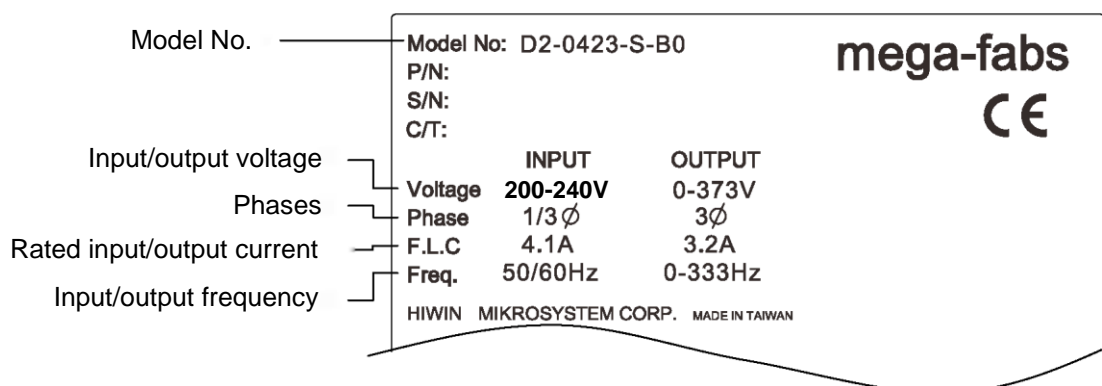 Model No.
Model No: D2-0423-S-B0
mega-fabs
P/N:
S/N:
CE
C/T:
Input/output voltage
INPUT OUTPUT
Voltage 200-240V 0-373V
Phases
Phase 1/3Ø 3Ø
Rated input/output current
F.L.C 4.1A 3.2A
Freq. 50/60Hz 0-333Hz
Input/output frequency
HIWIN MIKROSYSTEM CORP. MADE IN TAIWAN